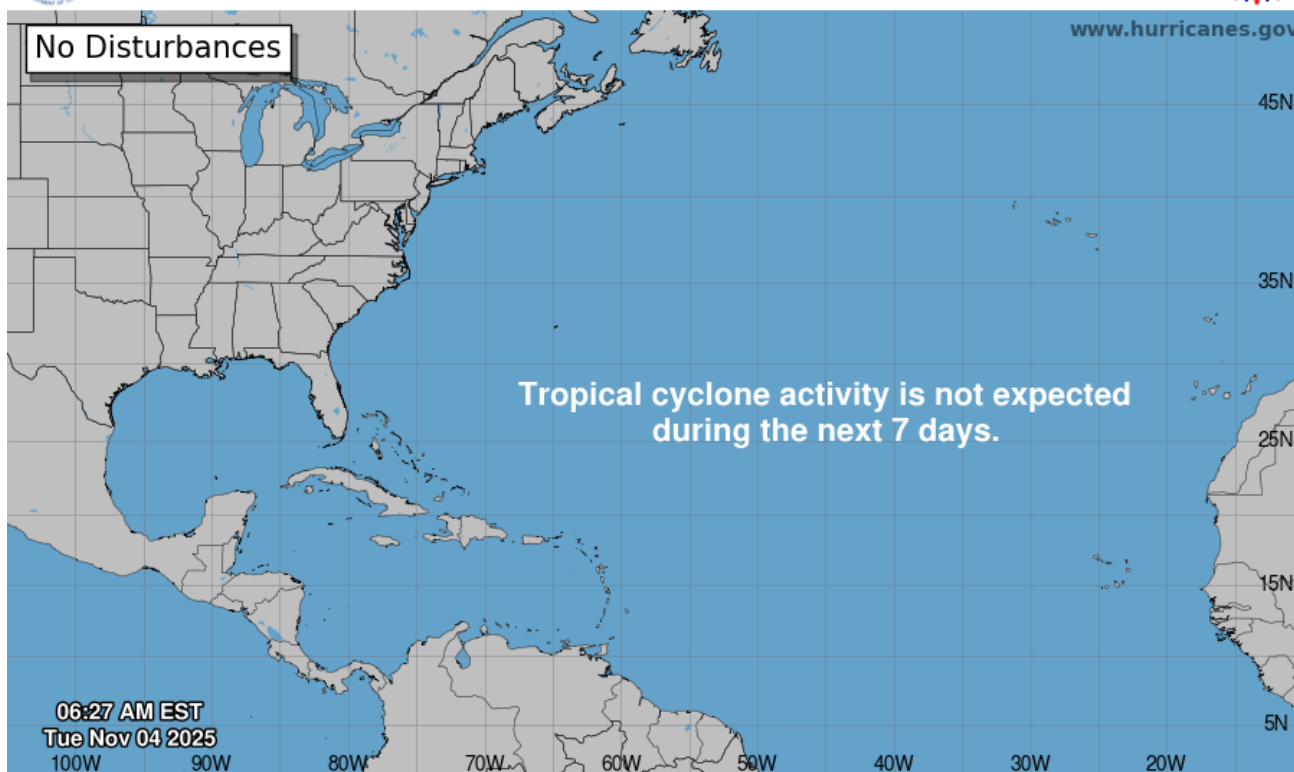 No Disturbances
www.hurricanes.gov
45N
35N
Tropical cyclone activity is not expected
during the next 7 days.
25N
15N
06:27 AM EST
Tue Nov 04 2025
5N
100W 90W 80W 70W 60W 50W 40W 30W 20W